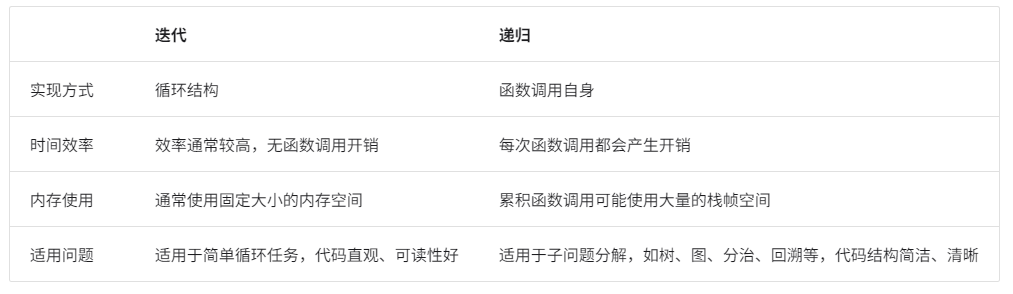 迭代 递归
实现方式 循环结构 函数调用自身
时间效率 效率通常较高，无函数调用开销 每次函数调用都会产生开销
内存使用 通常使用固定大小的内存空间 累积函数调用可能使用大量的栈帧空间
适用问题 适用于简单循环任务，代码直观、可读性好 适用于子问题分解，如树、图、分治、回溯等，代码结构简洁、清晰